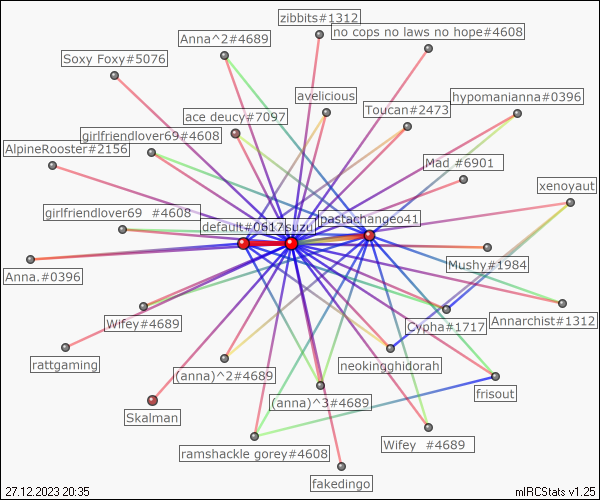 zibbits#1312
no cops no laws no hope#4608
Anna^2#4689
Soxy Foxy#5076
avelicious
hypomanianna#0396
Toucan#2473
ace deucy#7097
girlfriendlover69#4608
AlpineRooster#2156
Mad_#6901
xenoyaut
girlfriendlover69__#4608
pastachangeo41
default#0617
suzu
Mushy#1984
Anna.#0396
Annarchist#1312
Wifey#4689
Cypha#1717
rattgaming
neokingghidorah
(anna)^2#4689
frisout
(anna)^3#4689
Skalman
Wifey__#4689
ramshackle gorey#4608
fakedingo
27.12.2023 20:35
mIRCStats v1.25